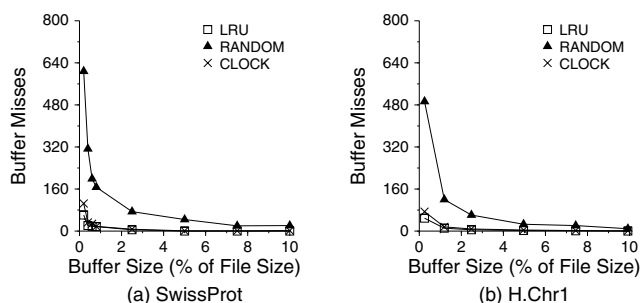 800
640
480
320
160
0
Buffer Misses
LRU
RANDOM
CLOCK
0 2 4 6 8 10
Buffer Size (% of File Size)
(a) SwissProt
800
640
480
320
160
0
Buffer Misses
LRU
RANDOM
CLOCK
0 2 4 6 8 10
Buffer Size (% of File Size)
(b) H.Chr1